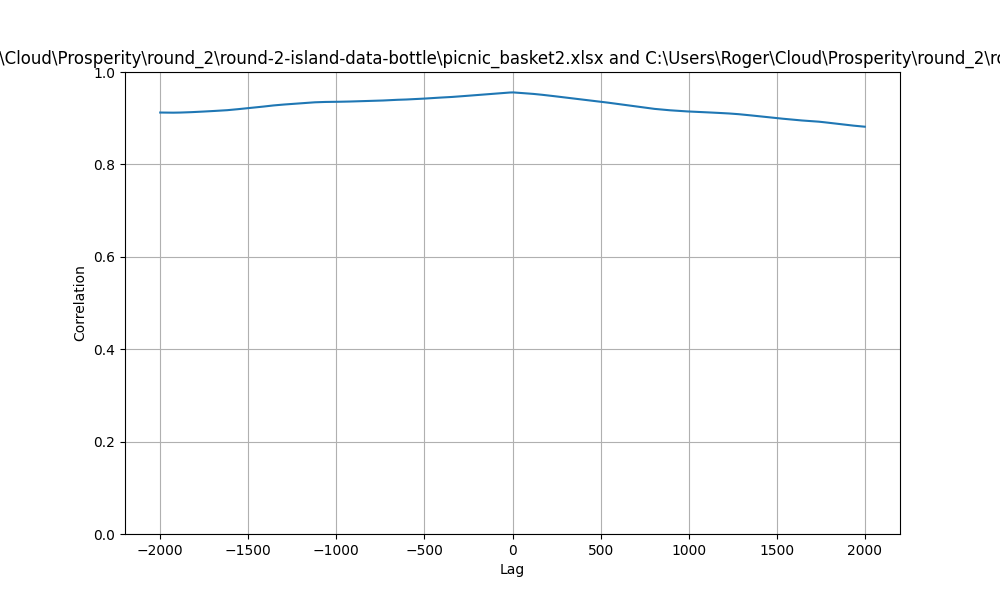 \Cloud\Prosperity\round_2\round-2-island-data-bottle\picnic_basket2.xlsx and C:\Users\Roger\Cloud\Prosperity\round_2\ro
1.0
0.8
0.6
0.4
0.2
0.0
Correlation
−2000 −1500 −1000 −500 0 500 1000 1500 2000
Lag